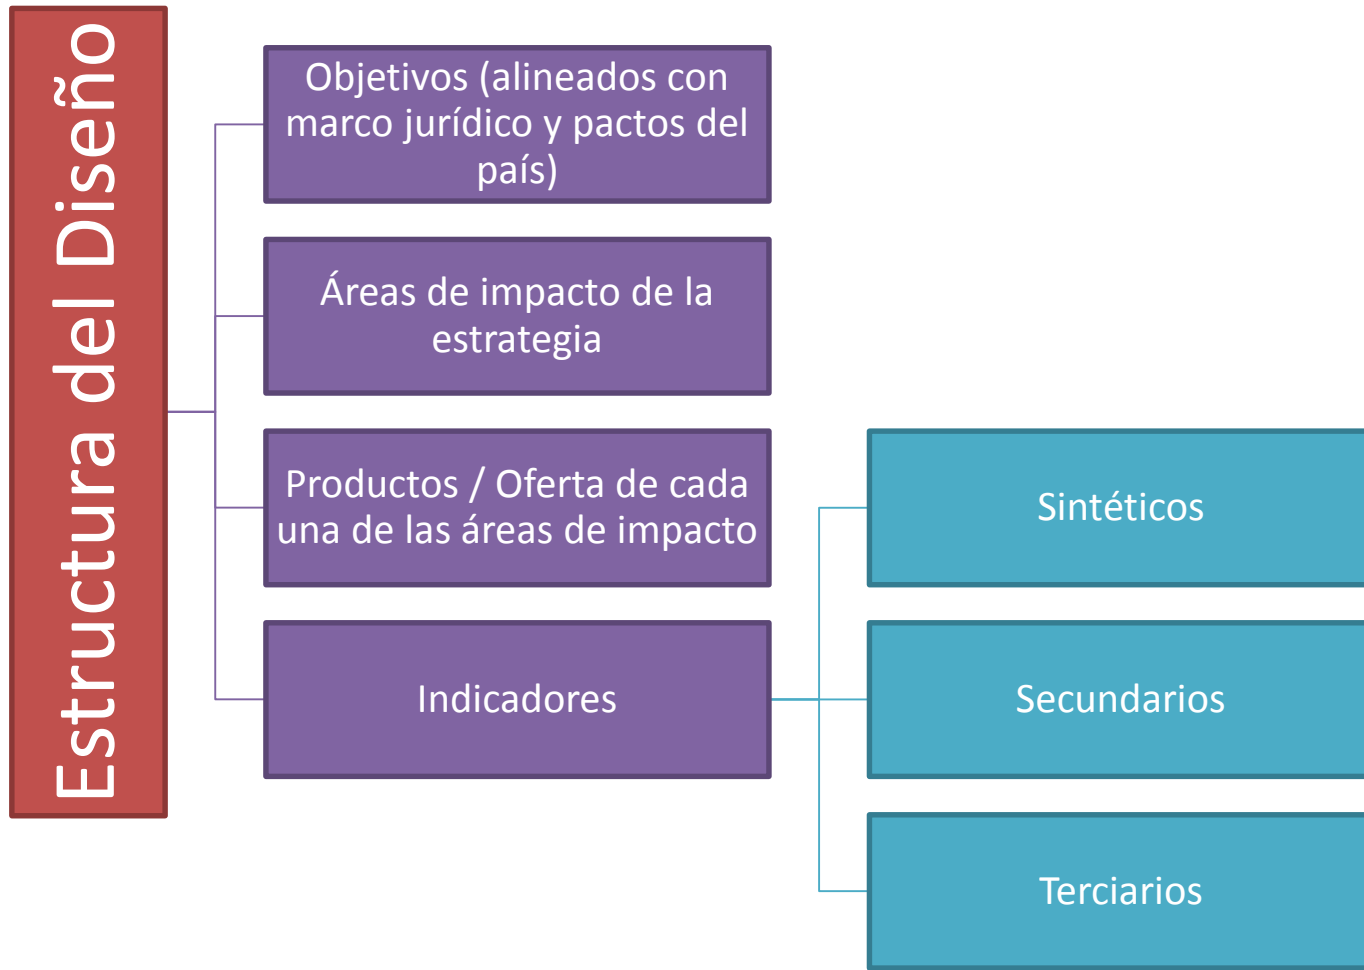 Estructura del Diseño
Objetivos (alineados con
marco jurídico y pactos del
país)
Áreas de impacto de la
estrategia
Productos / Oferta de cada
una de las áreas de impacto
Indicadores
Sintéticos
Secundarios
Terciarios